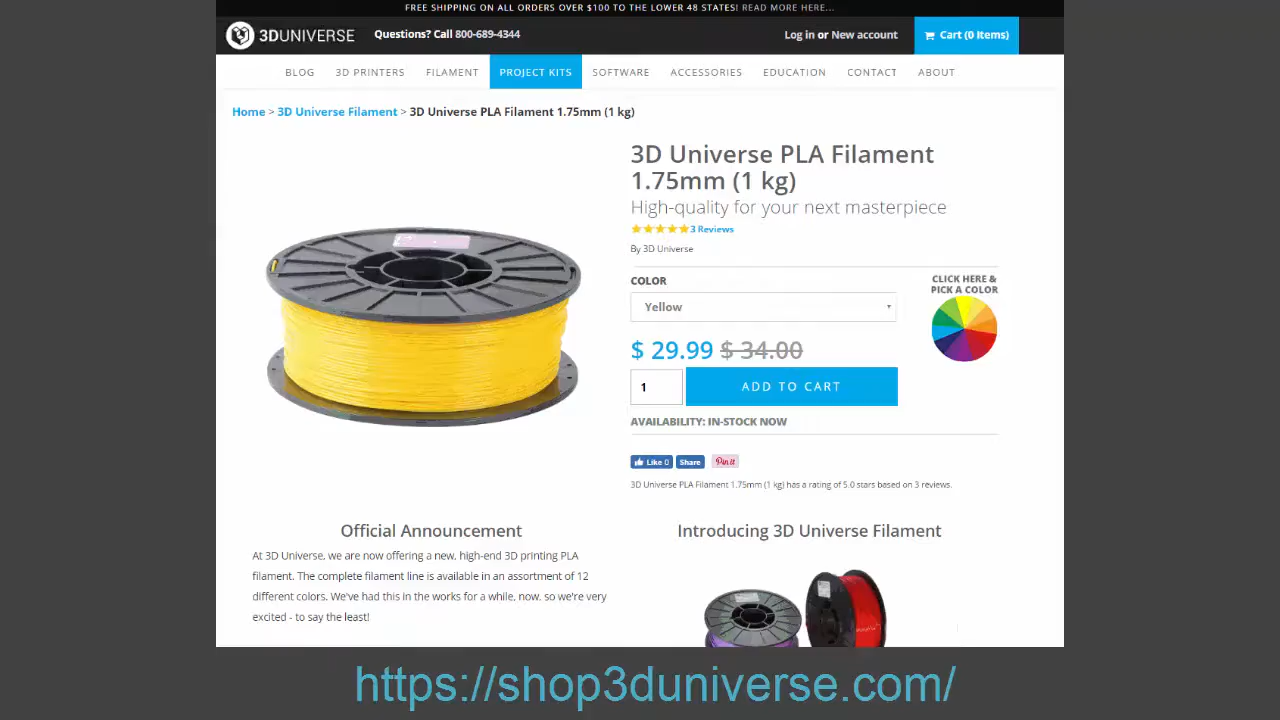 FREE SHIPPING ON ALL ORDERS OVER $100 TO THE LOWER 48 STATES! READ MORE HERE...
3DUNIVERSE
Questions? Call 800-689-4344
Log in or New account
Cart (0 Items)
BLOG 3D PRINTERS FILAMENT PROJECT KITS SOFTWARE ACCESSORIES EDUCATION CONTACT ABOUT
Home > 3D Universe Filament > 3D Universe PLA Filament 1.75mm (1 kg)
3D Universe PLA Filament
1.75mm (1 kg)
High-quality for your next masterpiece
3 Reviews
By 3D Universe
COLOR
Yellow
CLICK HERE &
PICK A COLOR
$ 29.99 $ 34.00
1
ADD TO CART
AVAILABILITY: IN-STOCK NOW
Like 0 Share Pin it
3D Universe PLA Filament 1.75mm (1 kg) has a rating of 5.0 stars based on 3 reviews.
Official Announcement
At 3D Universe, we are now offering a new, high-end 3D printing PLA
filament. The complete filament line is available in an assortment of 12
different colors. We've had this in the works for a while, now, so we're very
excited - to say the least!
Introducing 3D Universe Filament
https://shop3duniverse.com/